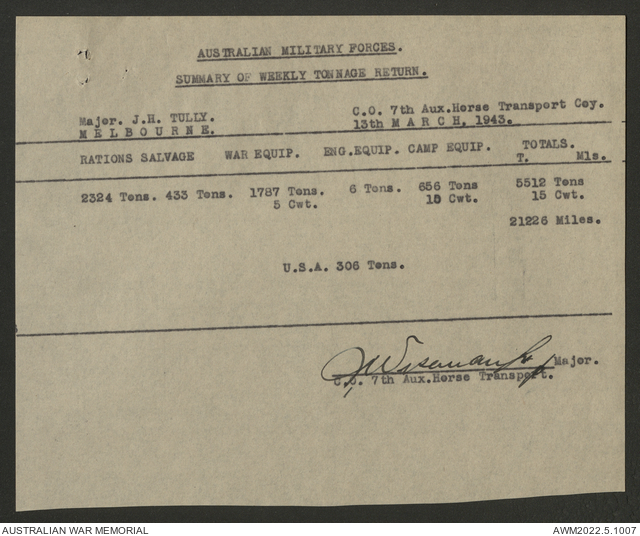 AUSTRALIAN MILITARY FORCES.
SUMMARY OF WEEKLY TONNAGE RETURN.
Major. J.H. TULLY. C.O. 7th Aux.Horse Transport Coy.
MELBOURNE. 13th MARCH, 1943.
RATIONS SALVAGE WAR EQUIP. ENG.EQUIP. CAMP EQUIP. TOTALS.
T. Mls.
2324 Tons. 433 Tons. 1787 Tons. 6 Tons. 656 Tons 5512 Tons
5 Cwt. 10 Cwt. 15 Cwt.
21226 Miles.
U.S.A. 306 Tons.
Major.
C.O. 7th Aux.Horse Transport.
AUSTRALIAN WAR MEMORIAL AWM2022.5.1007